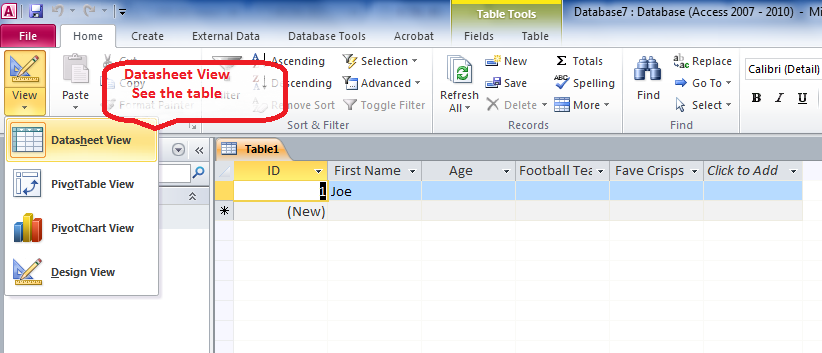 Table Tools
Database7 : Database (Access 2007 - 2010) - Mi
File Home Create External Data Database Tools Acrobat Fields Table
View
Paste
Cut
Copy
Format Painter
Datasheet View
See the table
Filter
Ascending
Descending
Remove Sort
Selection
Advanced
Toggle Filter
Sort & Filter
Refresh
All
New
Save
Delete
Totals
Spelling
More
Records
Find
Replace
Go To
Select
Find
Calibri (Detail)
B I U
Datasheet View
PivotTable View
PivotChart View
Design View
Table1
ID First Name Age Football Tea Fave Crisps Click to Add
1 Joe
(New)